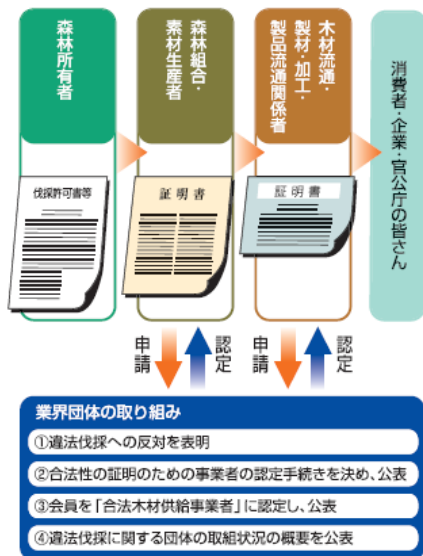 森林所有者
伐採許可書等
森林組合・
素材生産者
証明書
木材流通・
製材・加工・
製品流通関係者
証明書
消費者・企業・官公庁の皆さん
申請
認定
申請
認定
業界団体の取り組み
①違法伐採への反対を表明
②合法性の証明のための事業者の認定手続きを決め、公表
③会員を「合法木材供給事業者」に認定し、公表
④違法伐採に関する団体の取組状況の概要を公表